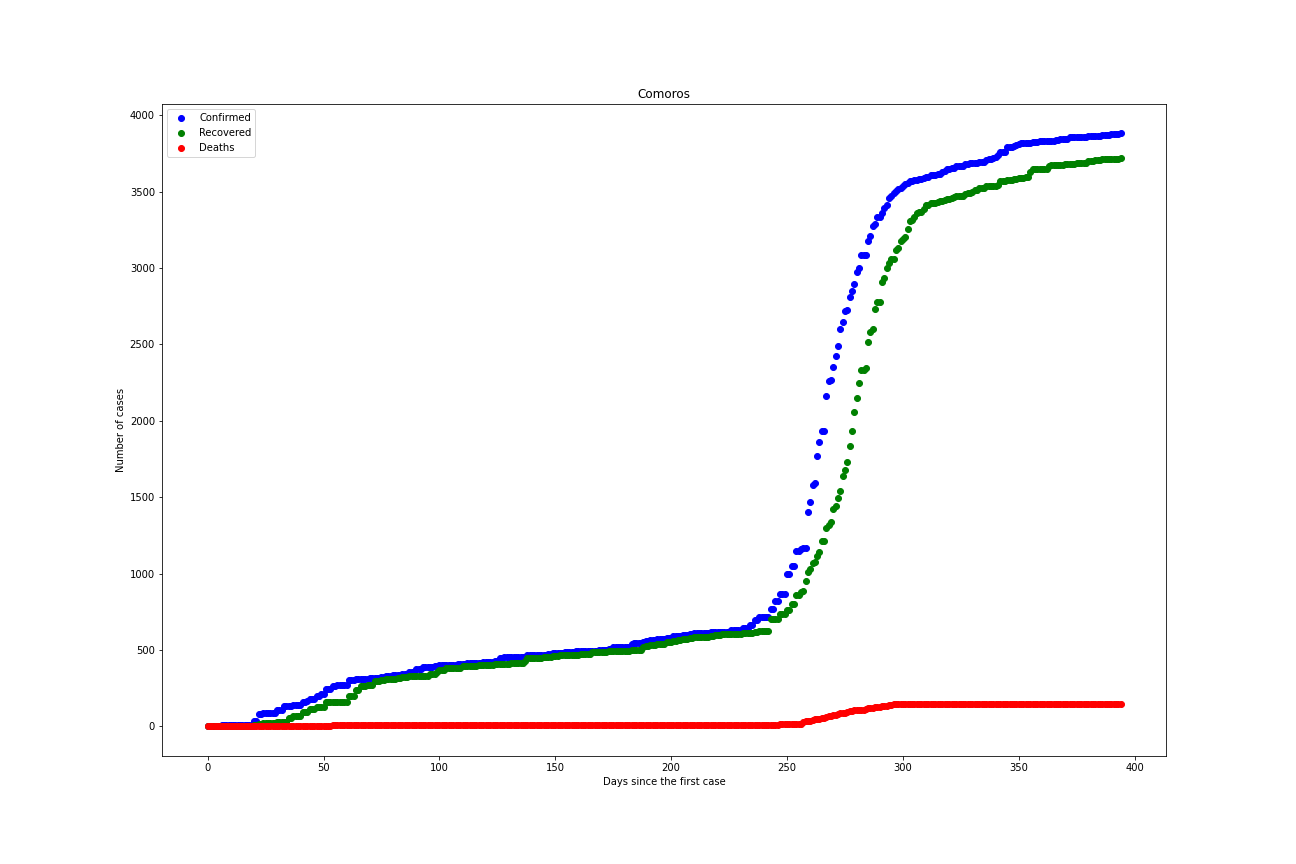 Comoros
Confirmed
Recovered
Deaths
4000
3500
3000
2500
2000
1500
1000
500
0
Number of cases
0 50 100 150 200 250 300 350 400
Days since the first case